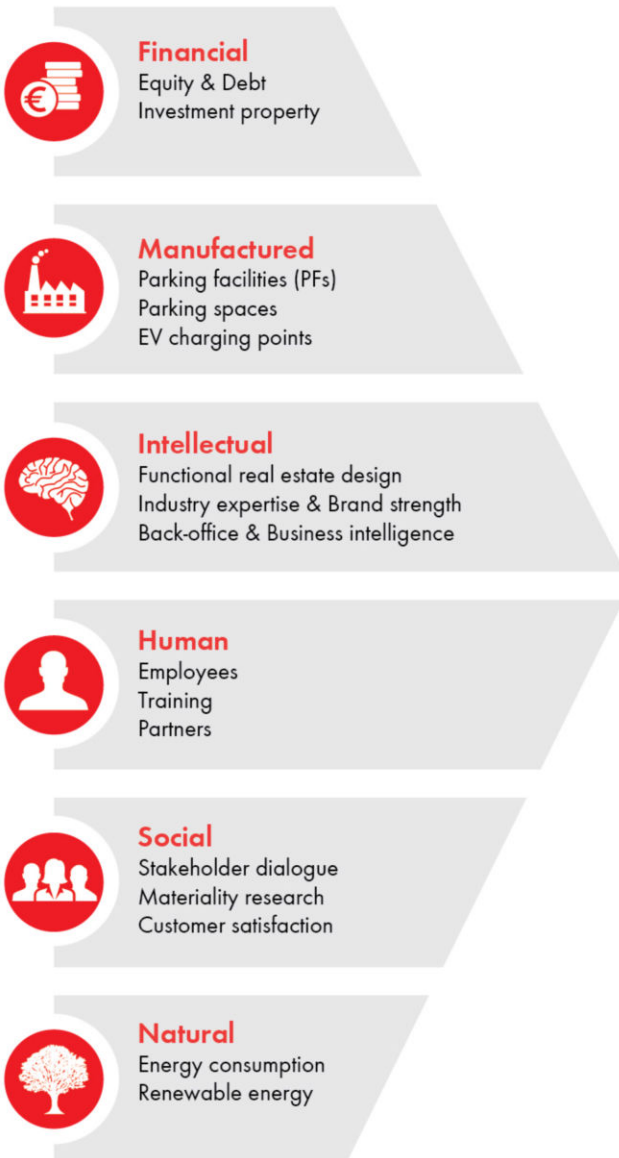 Financial
Equity & Debt
Investment property
€
Manufactured
Parking facilities (PFs)
Parking spaces
EV charging points
Intellectual
Functional real estate design
Industry expertise & Brand strength
Back-office & Business intelligence
Human
Employees
Training
Partners
Social
Stakeholder dialogue
Materiality research
Customer satisfaction
Natural
Energy consumption
Renewable energy